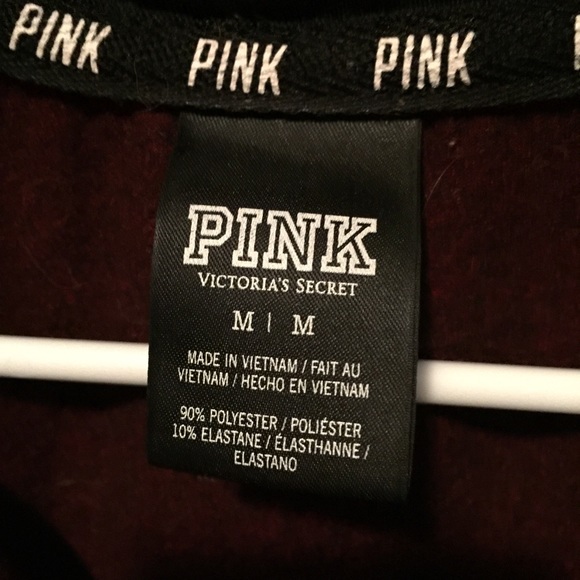 PINK PINK PINK
PINK
VICTORIA'S SECRET
M | M
MADE IN VIETNAM / FAIT AU
VIETNAM / HECHO EN VIETNAM
90% POLYESTER / POLIÉSTER
10% ELASTANE / ÉLASTHANNE /
ELASTANO